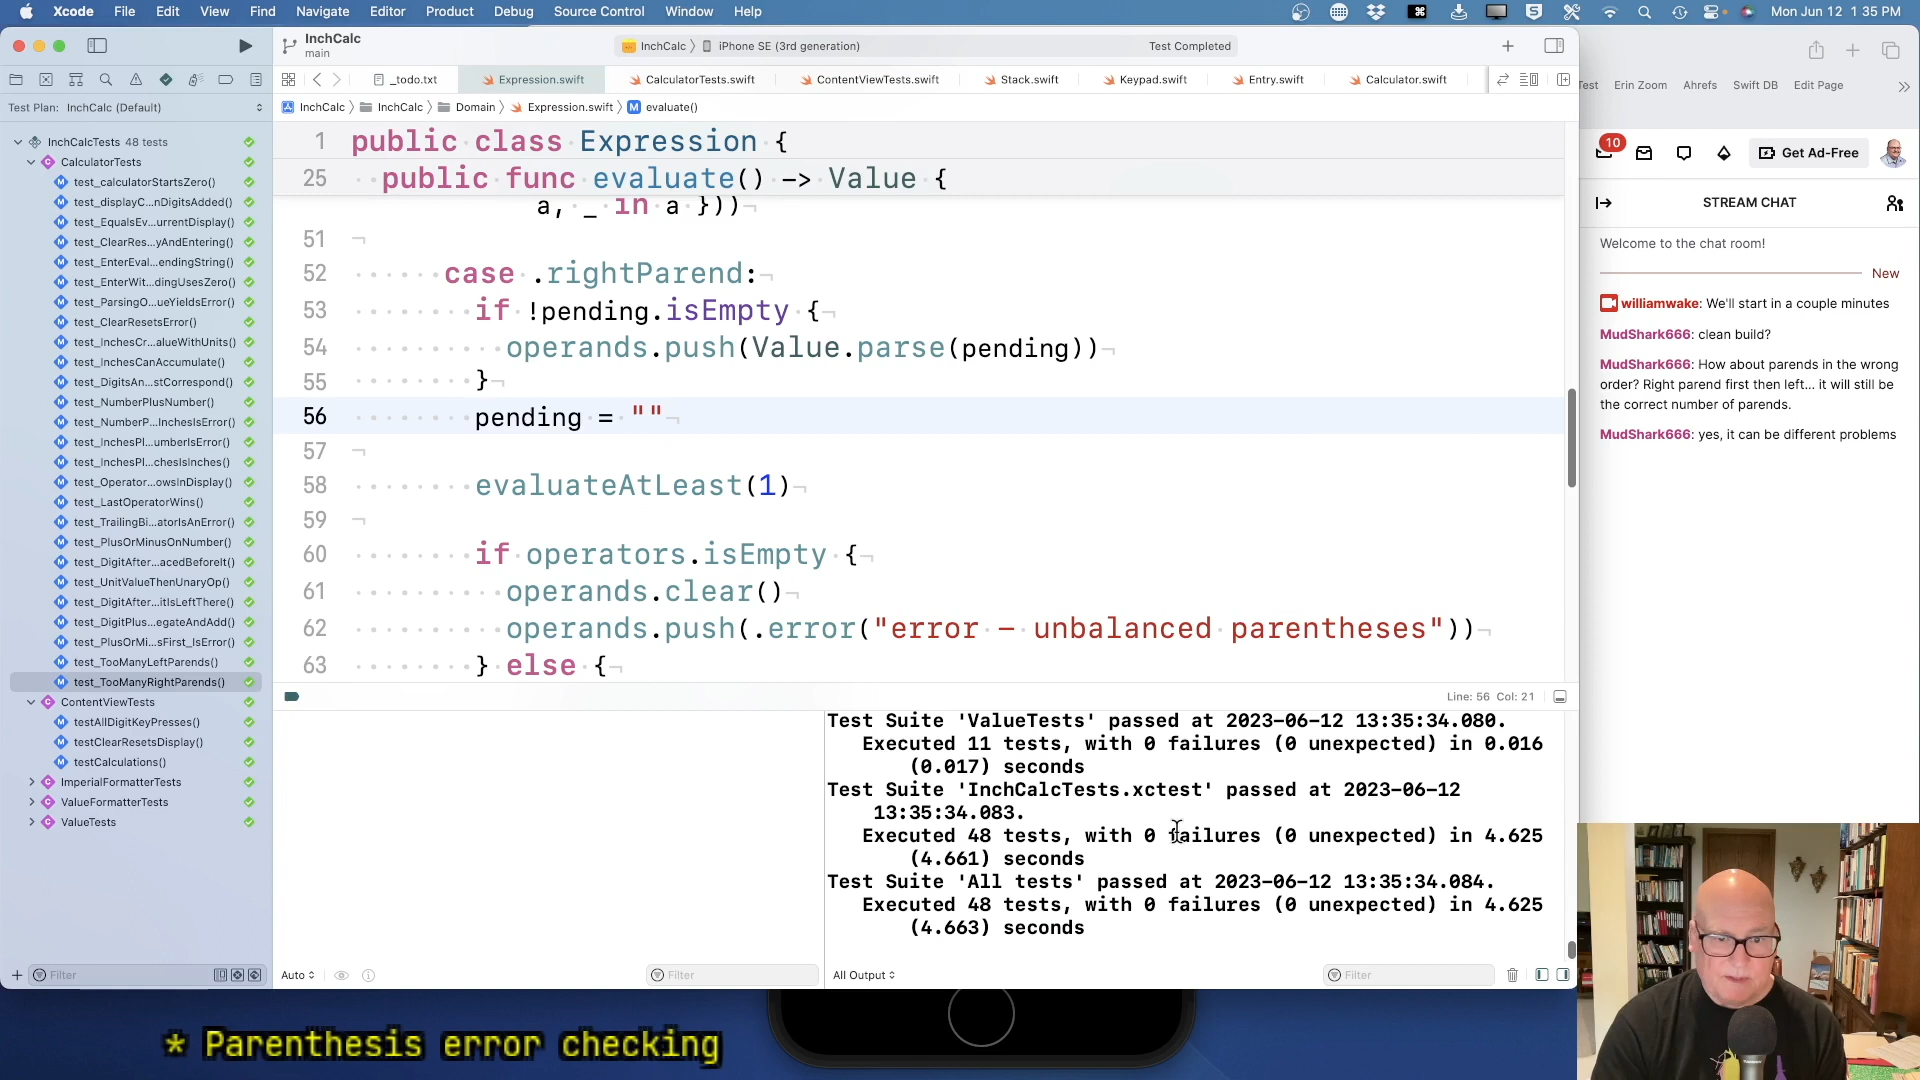 Xcode File Edit View Find Navigate Editor Product Debug Source Control Window Help Mon Jun 12 1 35 PM
InchCalc
main
InchCalc iPhone SE (3rd generation) Test Completed
_todo.txt Expression.swift CalculatorTests.swift ContentViewTests.swift Stack.swift Keypad.swift Entry.swift Calculator.swift
Test Plan: InchCalc (Default)
InchCalc InchCalc Domain Expression.swift M evaluate()
InchCalcTests 48 tests
CalculatorTests
test_calculatorStartsZero()
test_displayC...nDigitsAdded()
test_EqualsEv...urrentDisplay()
test_ClearRes...yAndEntering()
test_EnterEval...endingString()
test_EnterWit...dingUsesZero()
test_ParsingO...ueYieldsError()
test_ClearResetsError()
test_InchesCr...alueWithUnits()
test_InchesCanAccumulate()
test_DigitsAn...stCorrespond()
test_NumberPlusNumber()
test_NumberP...InchesIsError()
test_InchesPl...umberIsError()
test_InchesPl...chesIsInches()
test_Operator...owsInDisplay()
test_LastOperatorWins()
test_TrailingBi...atorIsAnError()
test_PlusOrMinusOnNumber()
test_DigitAfter...acedBeforeIt()
test_UnitValueThenUnaryOp()
test_DigitAfter...itIsLeftThere()
test_DigitPlus...egateAndAdd()
test_PlusOrMi...sFirst_IsError()
test_TooManyLeftParends()
test_TooManyRightParends()
ContentViewTests
testAllDigitKeyPresses()
testClearResetsDisplay()
testCalculations()
ImperialFormatterTests
ValueFormatterTests
ValueTests
Filter
1 public class Expression {
25 public func evaluate() -> Value {
a, _ in a }))
51
52 case .rightParend:
53 if !pending.isEmpty {
54 operands.push(Value.parse(pending))
55 }
56 pending = ""
57
58 evaluateAtLeast(1)
59
60 if operators.isEmpty {
61 operands.clear()
62 operands.push(.error("error – unbalanced parentheses"))
63 } else {
Line: 56 Col: 21
Test Suite 'ValueTests' passed at 2023-06-12 13:35:34.080.
Executed 11 tests, with 0 failures (0 unexpected) in 0.016
(0.017) seconds
Test Suite 'InchCalcTests.xctest' passed at 2023-06-12
13:35:34.083.
Executed 48 tests, with 0 failures (0 unexpected) in 4.625
(4.661) seconds
Test Suite 'All tests' passed at 2023-06-12 13:35:34.084.
Executed 48 tests, with 0 failures (0 unexpected) in 4.625
(4.663) seconds
Auto Filter All Output Filter
Erin Zoom Ahrefs Swift DB Edit Page
10 Get Ad-Free
STREAM CHAT
Welcome to the chat room!
New
williamwake: We'll start in a couple minutes
MudShark666: clean build?
MudShark666: How about parends in the wrong
order? Right parend first then left... it will still be
the correct number of parends.
MudShark666: yes, it can be different problems
* Parenthesis error checking